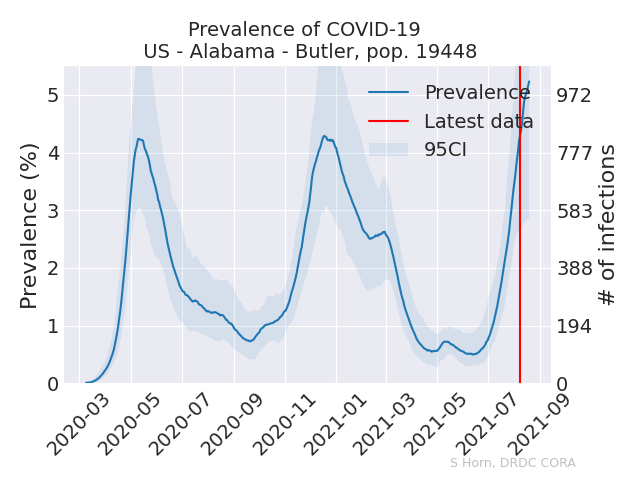 Prevalence of COVID-19
US - Alabama - Butler, pop. 19448
Prevalence
Latest data
95CI
Prevalence (%)
5
4
3
2
1
0
972
777
583
388
194
0
# of infections
2020-03
2020-05
2020-07
2020-09
2020-11
2021-01
2021-03
2021-05
2021-07
2021-09
S Horn, DRDC CORA